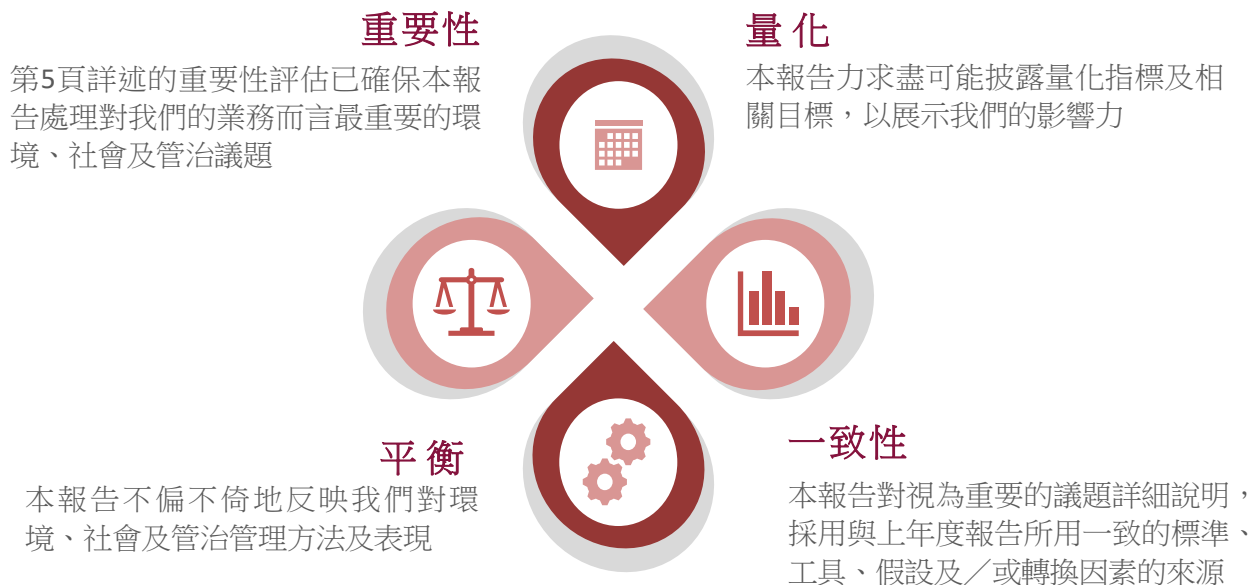 重要性
第5頁詳述的重要性評估已確保本報
告處理對我們的業務而言最重要的環
境、社會及管治議題
量化
本報告力求盡可能披露量化指標及相
關目標，以展示我們的影響力
平衡
本報告不偏不倚地反映我們對環
境、社會及管治管理方法及表現
一致性
本報告對視為重要的議題詳細說明，
採用與上年度報告所用一致的標準、
工具、假設及／或轉換因素的來源